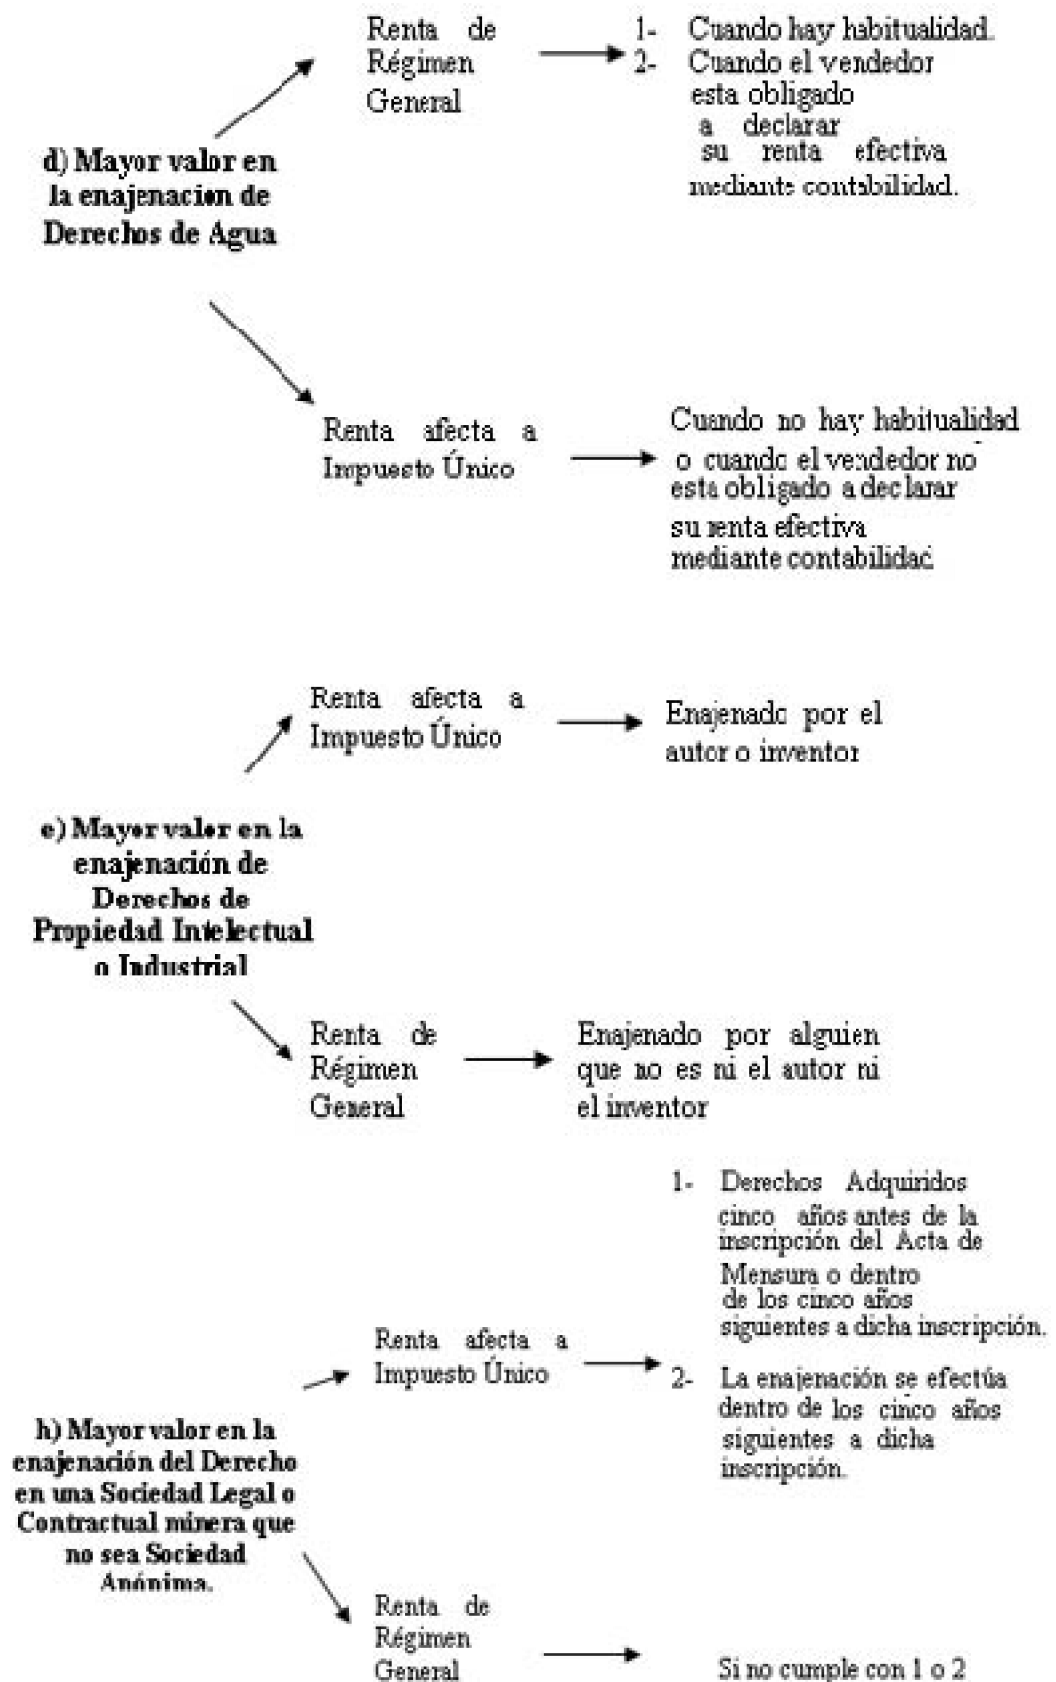 Renta de
Régimen
General
1- Cuando hay habitualidad.
2- Cuando el vendedor
esta obligado
a declarar
su renta efectiva
mediante contabilidad.
d) Mayor valor en
la enajenacion de
Derechos de Agua
Renta afecta a
Impuesto Único
Cuando no hay habitualidad
o cuando el vendedor no
esta obligado a declarar
su renta efectiva
mediante contabilidad
Renta afecta a
Impuesto Único
Enajenado por el
autor o inventor
e) Mayor valor en la
enajenación de
Derechos de
Propiedad Intelectual
o Industrial
Renta de
Régimen
General
Enajenado por alguien
que no es ni el autor ni
el inventor
1- Derechos Adquiridos
cinco años antes de la
inscripción del Acta de
Mensura o dentro
de los cinco años
siguientes a dicha inscripción.
Renta afecta a
Impuesto Único
2- La enajenación se efectúa
dentro de los cinco años
siguientes a dicha
inscripción.
h) Mayor valor en la
enajenación del Derecho
en una Sociedad Legal o
Contractual minera que
no sea Sociedad
Anónima.
Renta de
Régimen
General
Si no cumple con 1 o 2